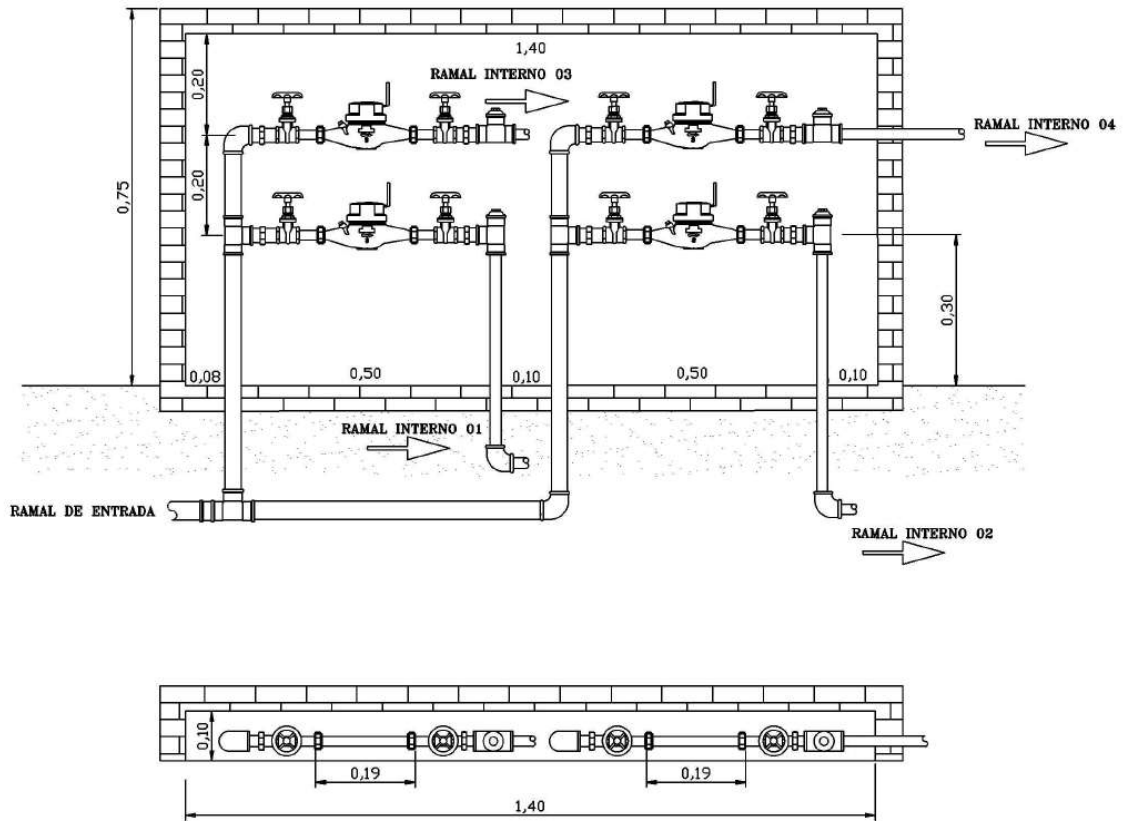 1,40
0,20
RAMAL INTERNO 03
RAMAL INTERNO 04
0,20
0,75
0,30
0,08
0,50
0,10
0,50
0,10
RAMAL INTERNO 01
RAMAL DE ENTRADA
RAMAL INTERNO 02
0,10
0,19
0,19
1,40